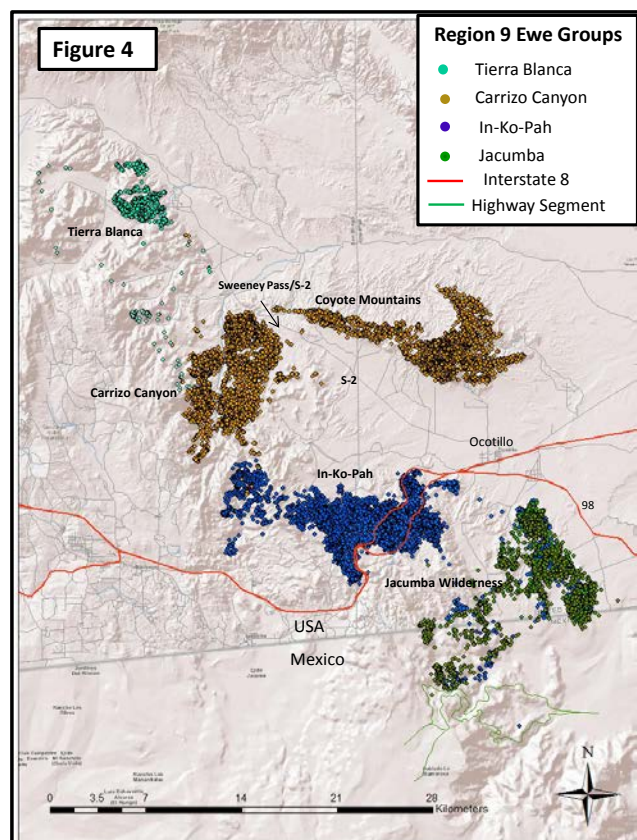 Figure 4
Region 9 Ewe Groups
Tierra Blanca
Carrizo Canyon
In-Ko-Pah
Jacumba
Interstate 8
Highway Segment
Tierra Blanca
Sweeney Pass/S-2
Coyote Mountains
S-2
Carrizo Canyon
Ocotillo
In-Ko-Pah
98
Jacumba Wilderness
USA
Mexico
N
0 3.5 7 14 28
Kilometers